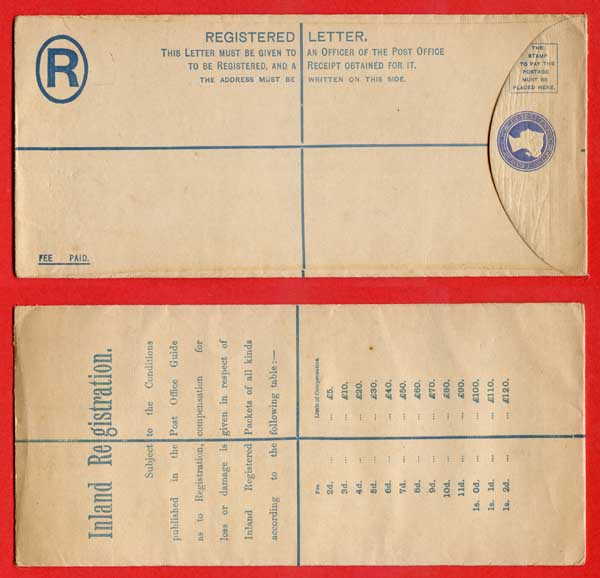 R
REGISTERED LETTER.
THIS LETTER MUST BE GIVEN TO AN OFFICER OF THE POST OFFICE
TO BE REGISTERED, AND A RECEIPT OBTAINED FOR IT.
THE ADDRESS MUST BE WRITTEN ON THIS SIDE.
THE
STAMP
TO PAY THE
POSTAGE
MUST BE
PLACED HERE.
FEE PAID.
Inland Registration.
Subject to the Conditions
published in the Post Office Guide
as to Registration, compensation for
loss or damage is given in respect of
Inland Registered Packets of all kinds
according to the following table:—
Fee. Limit of Compensation.
2d. ... £5.
3d. ... £10.
4d. ... £20.
5d. ... £30.
6d. ... £40.
7d. ... £50.
8d. ... £60.
9d. ... £70.
10d. ... £80.
11d. ... £90.
1s. 0d. ... £100.
1s. 1d. ... £110.
1s. 2d. ... £120.